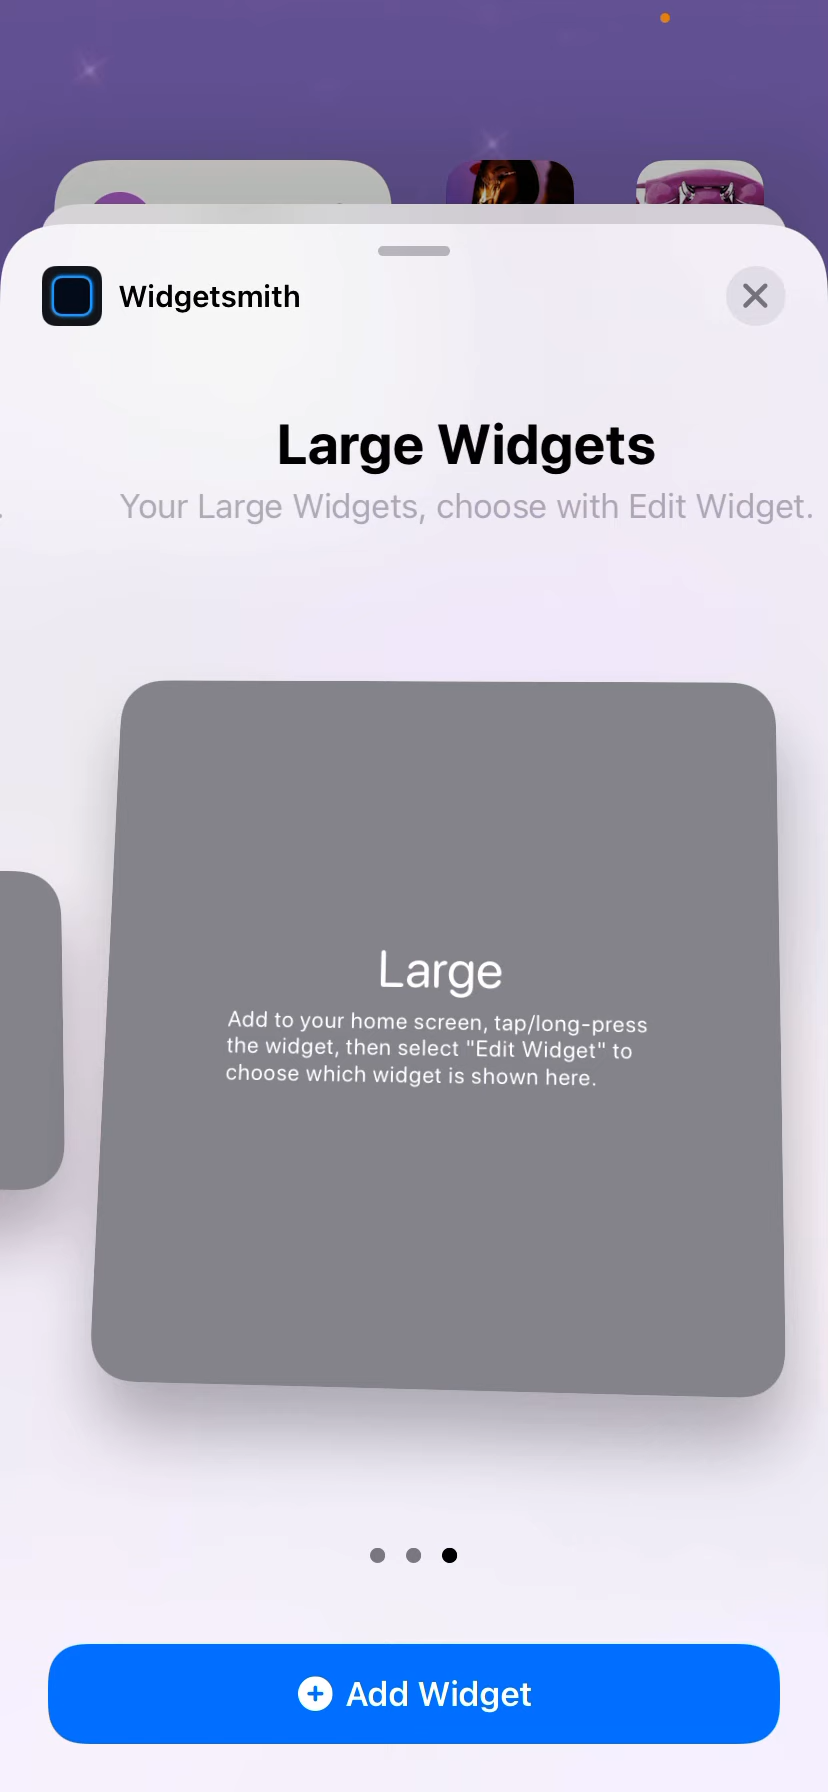 Widgetsmith
Large Widgets
Your Large Widgets, choose with Edit Widget.
Large
Add to your home screen, tap/long-press
the widget, then select "Edit Widget" to
choose which widget is shown here.
Add Widget